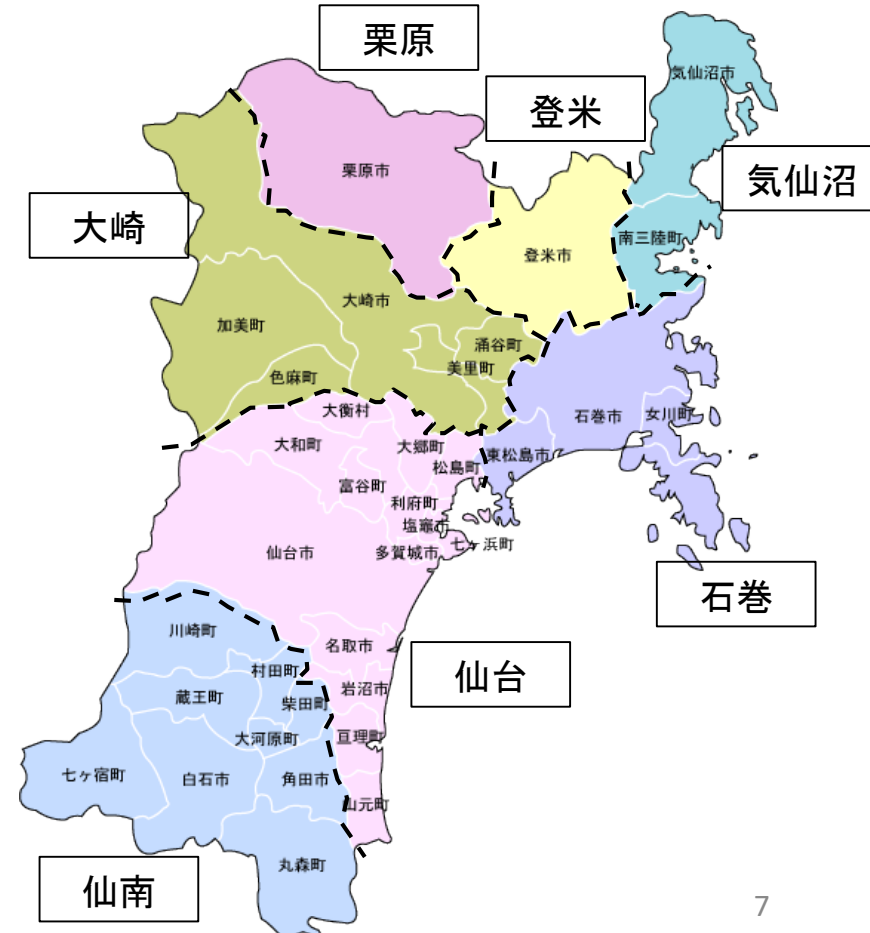 栗原
気仙沼市
登米
栗原市
気仙沼
大崎
南三陸町
登米市
大崎市
加美町
涌谷町
美里町
色麻町
大衡村
石巻市
女川町
大和町
大郷町
東松島市
松島町
富谷町
利府町
塩竈市
七ヶ浜町
仙台市
多賀城市
石巻
川崎町
名取市
村田町
仙台
蔵王町
岩沼市
柴田町
大河原町
亘理町
七ヶ宿町
白石市
角田市
山元町
丸森町
仙南
7